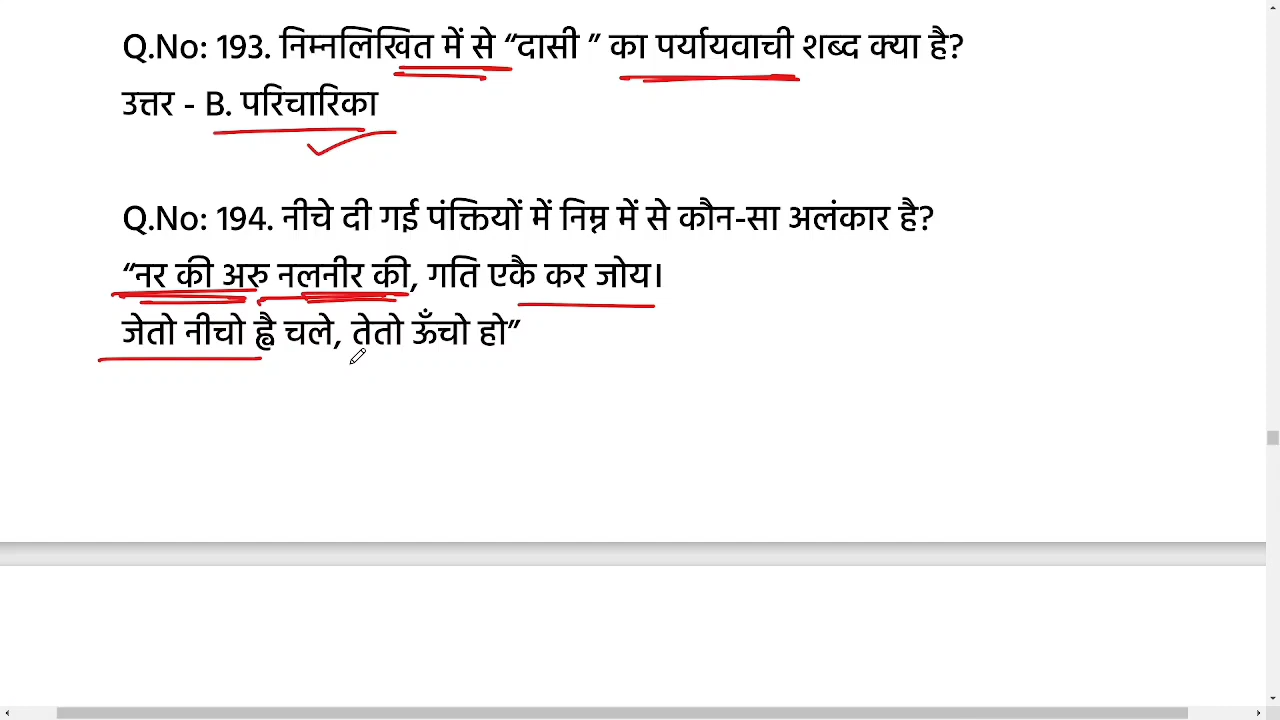 Q.No: 193. निम्नलिखित में से “दासी ” का पर्यायवाची शब्द क्या है?
उत्तर - B. परिचारिका
Q.No: 194. नीचे दी गई पंक्तियों में निम्न में से कौन-सा अलंकार है?
“नर की अरु नलनीर की, गति एकै कर जोय।
जेतो नीचो ह्वै चले, तेतो ऊँचो हो”